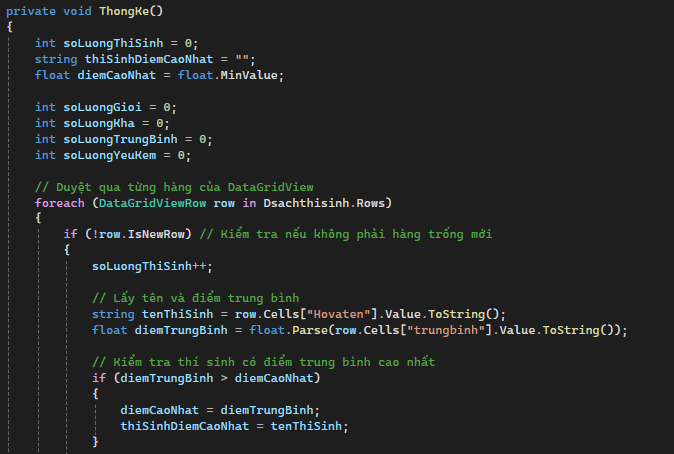 private void ThongKe()
{
int soLuongThiSinh = 0;
string thiSinhDiemCaoNhat = "";
float diemCaoNhat = float.MinValue;
int soLuongGioi = 0;
int soLuongKha = 0;
int soLuongTrungBinh = 0;
int soLuongYeuKem = 0;
// Duyệt qua từng hàng của DataGridView
foreach (DataGridViewRow row in Dsachthisinh.Rows)
{
if (!row.IsNewRow) // Kiểm tra nếu không phải hàng trống mới
{
soLuongThiSinh++;
// Lấy tên và điểm trung bình
string tenThiSinh = row.Cells["Hovaten"].Value.ToString();
float diemTrungBinh = float.Parse(row.Cells["trungbinh"].Value.ToString());
// Kiểm tra thí sinh có điểm trung bình cao nhất
if (diemTrungBinh > diemCaoNhat)
{
diemCaoNhat = diemTrungBinh;
thiSinhDiemCaoNhat = tenThiSinh;
}